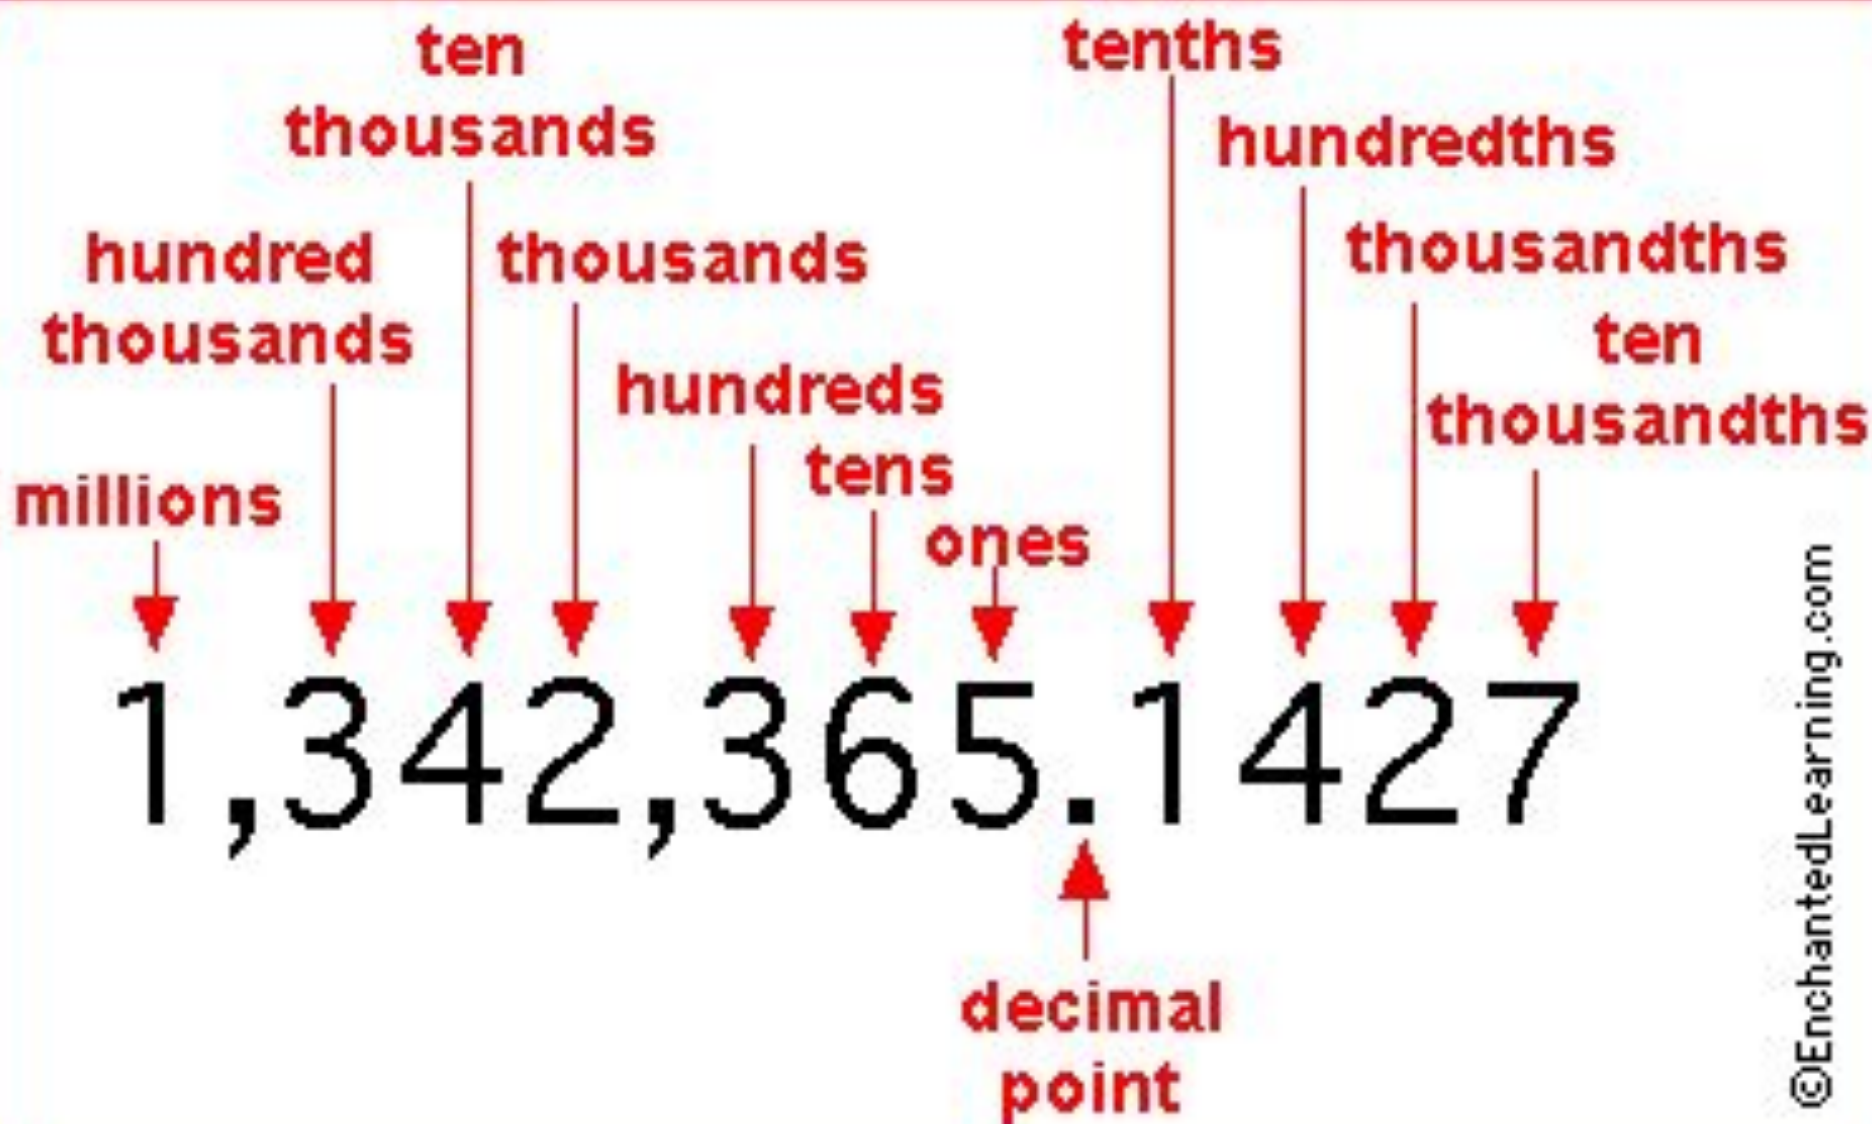 ten
thousands
tenths
hundredths
hundred
thousands
thousands
thousandths
ten
thousandths
hundreds
tens
ones
millions
1,342,365.1427
decimal
point
©EnchantedLearning.com